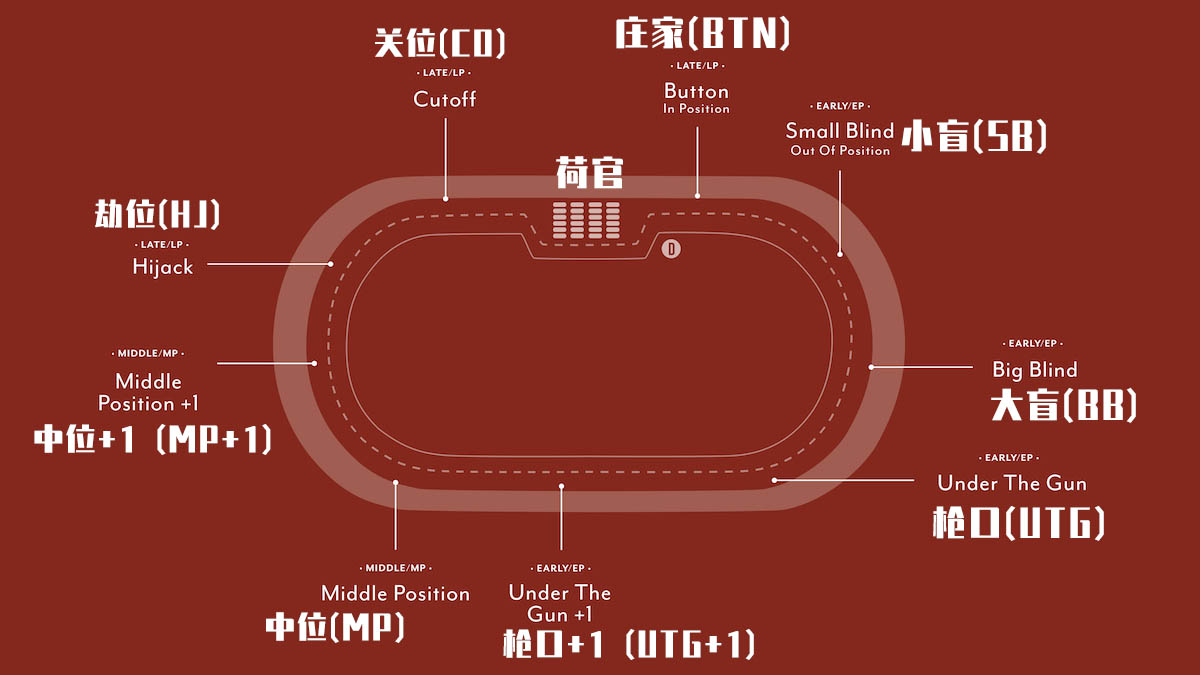 关位(CO)
· LATE/LP ·
Cutoff
庄家(BTN)
· LATE/LP ·
Button
In Position
· EARLY/EP ·
Small Blind 小盲(SB)
Out Of Position
荷官
劫位(HJ)
· LATE/LP ·
Hijack
D
· MIDDLE/MP ·
Middle
Position +1
中位+1 (MP+1)
· EARLY/EP ·
Big Blind
大盲(BB)
· EARLY/EP ·
Under The Gun
枪口(UTG)
· MIDDLE/MP ·
Middle Position
中位(MP)
· EARLY/EP ·
Under The
Gun +1
枪口+1 (UTG+1)